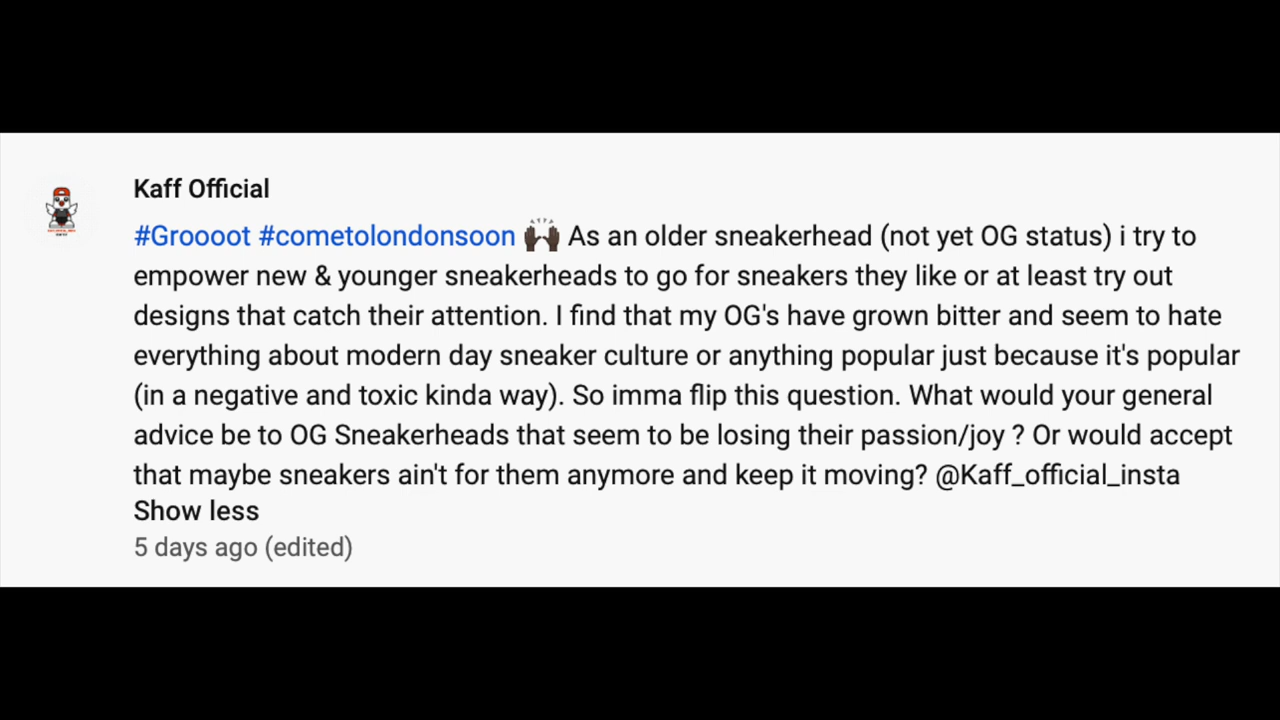 Kaff Official
#Groooot #cometolondonsoon 🙌🏿 As an older sneakerhead (not yet OG status) i try to
empower new & younger sneakerheads to go for sneakers they like or at least try out
designs that catch their attention. I find that my OG's have grown bitter and seem to hate
everything about modern day sneaker culture or anything popular just because it's popular
(in a negative and toxic kinda way). So imma flip this question. What would your general
advice be to OG Sneakerheads that seem to be losing their passion/joy ? Or would accept
that maybe sneakers ain't for them anymore and keep it moving? @Kaff_official_insta
Show less
5 days ago (edited)